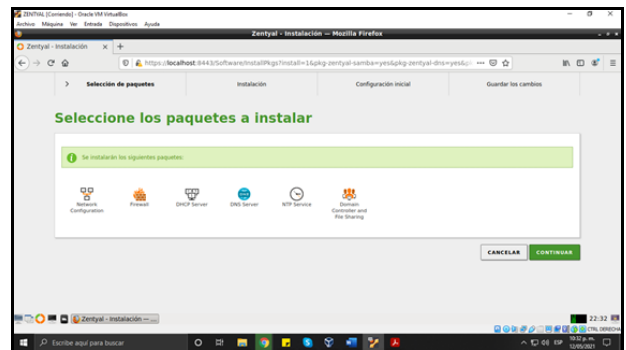 ZENTYAL [Corriendo] - Oracle VM VirtualBox
Archivo Máquina Ver Entrada Dispositivos Ayuda
Zentyal - Instalación — Mozilla Firefox
Zentyal - Instalación
https://localhost:8443/Software/InstallPkgs?install=1&pkg-zentyal-samba=yes&pkg-zentyal-dns=yes&
Selección de paquetes
Instalación
Configuración inicial
Guardar los cambios
Seleccione los paquetes a instalar
Se instalarán los siguientes paquetes:
Network Configuration
Firewall
DHCP Server
DNS Server
NTP Service
Domain Controller and File Sharing
CANCELAR
CONTINUAR
Zentyal - Instalación — ...
22:32
CTRL DERECHA
Escribe aquí para buscar
ESP
10:32 p. m.
12/05/2021